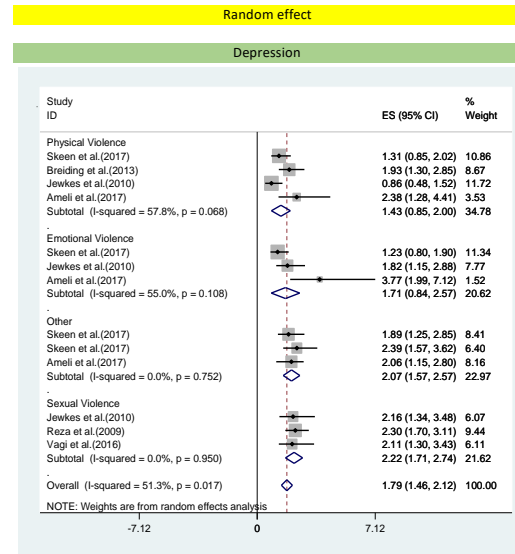 Random effect
Depression
Study %
ID ES (95% CI) Weight
Physical Violence
Skeen et al.(2017) 1.31 (0.85, 2.02) 10.86
Breiding et al.(2013) 1.93 (1.30, 2.85) 8.67
Jewkes et al.(2010) 0.86 (0.48, 1.52) 11.72
Ameli et al.(2017) 2.38 (1.28, 4.41) 3.53
Subtotal (I-squared = 57.8%, p = 0.068) 1.43 (0.85, 2.00) 34.78
.
Emotional Violence
Skeen et al.(2017) 1.23 (0.80, 1.90) 11.34
Jewkes et al.(2010) 1.82 (1.15, 2.88) 7.77
Ameli et al.(2017) 3.77 (1.99, 7.12) 1.52
Subtotal (I-squared = 55.0%, p = 0.108) 1.71 (0.84, 2.57) 20.62
.
Other
Skeen et al.(2017) 1.89 (1.25, 2.85) 8.41
Skeen et al.(2017) 2.39 (1.57, 3.62) 6.40
Ameli et al.(2017) 2.06 (1.15, 2.80) 8.16
Subtotal (I-squared = 0.0%, p = 0.752) 2.07 (1.57, 2.57) 22.97
.
Sexual Violence
Jewkes et al.(2010) 2.16 (1.34, 3.48) 6.07
Reza et al.(2009) 2.30 (1.70, 3.11) 9.44
Vagi et al.(2016) 2.11 (1.30, 3.43) 6.11
Subtotal (I-squared = 0.0%, p = 0.950) 2.22 (1.71, 2.74) 21.62
.
Overall (I-squared = 51.3%, p = 0.017) 1.79 (1.46, 2.12) 100.00
NOTE: Weights are from random effects analysis
-7.12 0 7.12